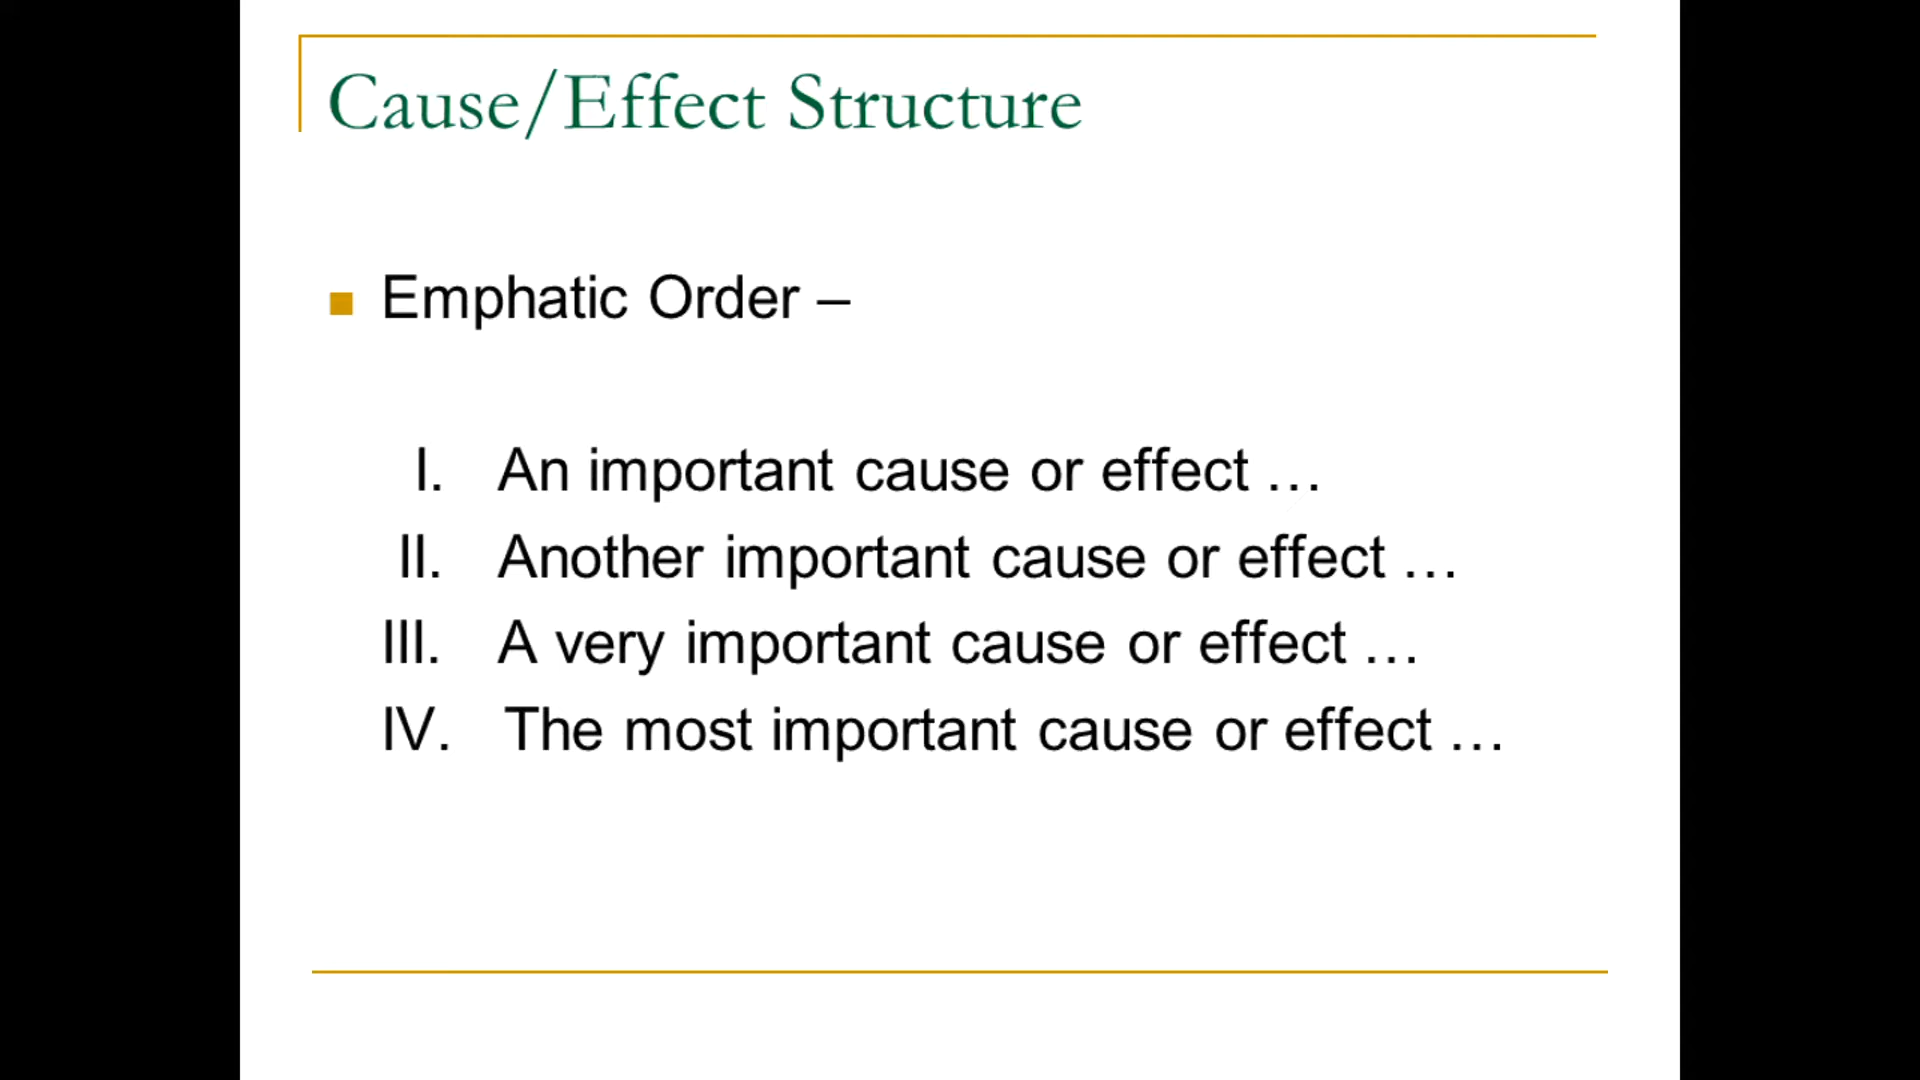 Cause/Effect Structure
■ Emphatic Order –
I. An important cause or effect …
II. Another important cause or effect …
III. A very important cause or effect …
IV. The most important cause or effect …